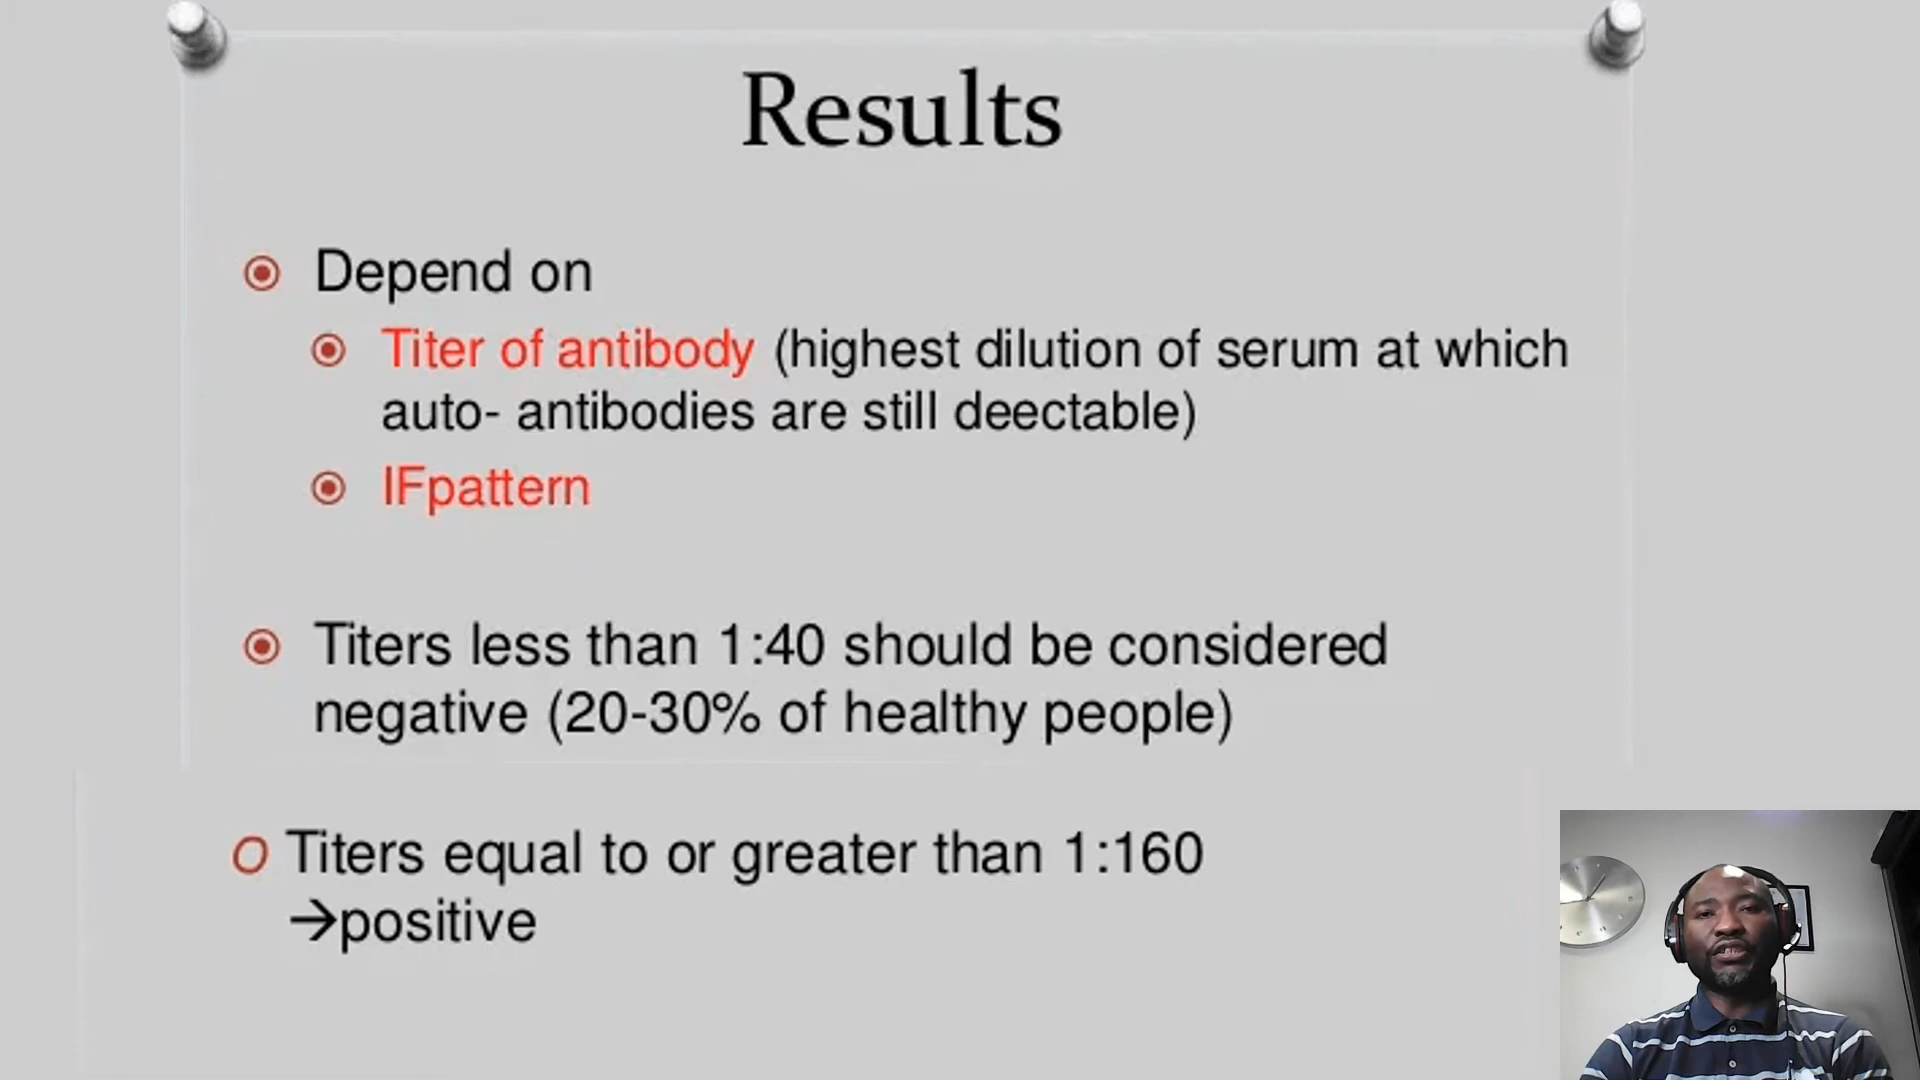 Results
Depend on
Titer of antibody (highest dilution of serum at which
auto- antibodies are still deectable)
IFpattern
Titers less than 1:40 should be considered
negative (20-30% of healthy people)
Titers equal to or greater than 1:160
→positive